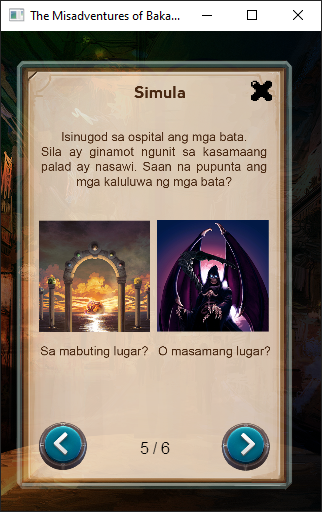 The Misadventures of Baka...
Simula
Isinugod sa ospital ang mga bata.
Sila ay ginamot ngunit sa kasamaang
palad ay nasawi. Saan na pupunta ang
mga kaluluwa ng mga bata?
Sa mabuting lugar? O masamang lugar?
5 / 6